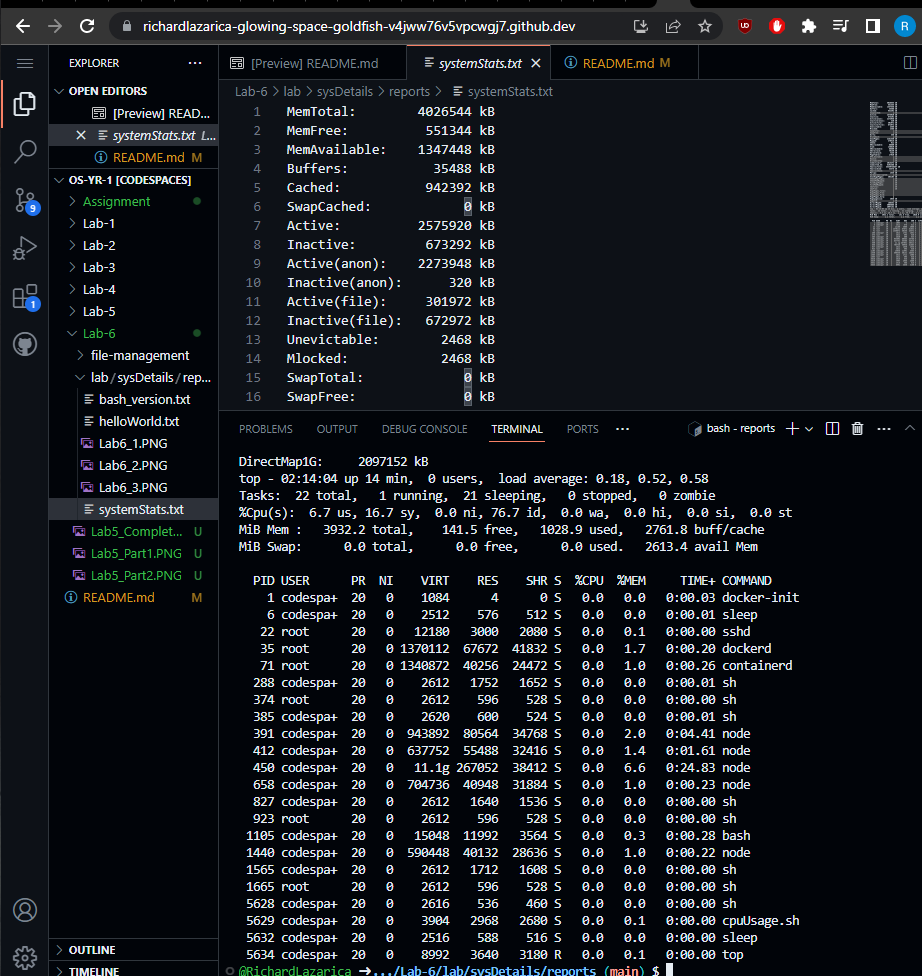 richardlazarica-glowing-space-goldfish-v4jww76v5vpcwgj7.github.dev
R
EXPLORER
OPEN EDITORS
[Preview] READ...
systemStats.txt L...
README.md M
OS-YR-1 [CODESPACES]
Assignment
Lab-1
Lab-2
Lab-3
Lab-4
Lab-5
Lab-6
file-management
lab/sysDetails/rep...
bash_version.txt
helloWorld.txt
Lab6_1.PNG
Lab6_2.PNG
Lab6_3.PNG
systemStats.txt
Lab5_Complet... U
Lab5_Part1.PNG U
Lab5_Part2.PNG U
README.md M
OUTLINE
TIMELINE
9
1
[Preview] README.md
systemStats.txt
README.md M
Lab-6 > lab > sysDetails > reports > systemStats.txt
1 MemTotal: 4026544 kB
2 MemFree: 551344 kB
3 MemAvailable: 1347448 kB
4 Buffers: 35488 kB
5 Cached: 942392 kB
6 SwapCached: 0 kB
7 Active: 2575920 kB
8 Inactive: 673292 kB
9 Active(anon): 2273948 kB
10 Inactive(anon): 320 kB
11 Active(file): 301972 kB
12 Inactive(file): 672972 kB
13 Unevictable: 2468 kB
14 Mlocked: 2468 kB
15 SwapTotal: 0 kB
16 SwapFree: 0 kB
PROBLEMS OUTPUT DEBUG CONSOLE TERMINAL PORTS
bash - reports
DirectMap1G: 2097152 kB
top - 02:14:04 up 14 min, 0 users, load average: 0.18, 0.52, 0.58
Tasks: 22 total, 1 running, 21 sleeping, 0 stopped, 0 zombie
%Cpu(s): 6.7 us, 16.7 sy, 0.0 ni, 76.7 id, 0.0 wa, 0.0 hi, 0.0 si, 0.0 st
MiB Mem : 3932.2 total, 141.5 free, 1028.9 used, 2761.8 buff/cache
MiB Swap: 0.0 total, 0.0 free, 0.0 used. 2613.4 avail Mem
PID USER PR NI VIRT RES SHR S %CPU %MEM TIME+ COMMAND
1 codespa+ 20 0 1084 4 0 S 0.0 0.0 0:00.03 docker-init
6 codespa+ 20 0 2512 576 512 S 0.0 0.0 0:00.01 sleep
22 root 20 0 12180 3000 2080 S 0.0 0.1 0:00.00 sshd
35 root 20 0 1370112 67672 41832 S 0.0 1.7 0:00.20 dockerd
71 root 20 0 1340872 40256 24472 S 0.0 1.0 0:00.26 containerd
288 codespa+ 20 0 2612 1752 1652 S 0.0 0.0 0:00.01 sh
374 root 20 0 2612 596 528 S 0.0 0.0 0:00.00 sh
385 codespa+ 20 0 2620 600 524 S 0.0 0.0 0:00.01 sh
391 codespa+ 20 0 943892 80564 34768 S 0.0 2.0 0:04.41 node
412 codespa+ 20 0 637752 55488 32416 S 0.0 1.4 0:01.61 node
450 codespa+ 20 0 11.1g 267052 38412 S 0.0 6.6 0:24.83 node
658 codespa+ 20 0 704736 40948 31884 S 0.0 1.0 0:00.23 node
827 codespa+ 20 0 2612 1640 1536 S 0.0 0.0 0:00.00 sh
923 root 20 0 2612 596 528 S 0.0 0.0 0:00.00 sh
1105 codespa+ 20 0 15048 11992 3564 S 0.0 0.3 0:00.28 bash
1440 codespa+ 20 0 590448 40132 28636 S 0.0 1.0 0:00.22 node
1565 codespa+ 20 0 2612 1712 1608 S 0.0 0.0 0:00.00 sh
1665 root 20 0 2612 596 528 S 0.0 0.0 0:00.00 sh
5628 codespa+ 20 0 2616 536 460 S 0.0 0.0 0:00.00 sh
5629 codespa+ 20 0 3904 2968 2680 S 0.0 0.1 0:00.00 cpuUsage.sh
5632 codespa+ 20 0 2516 588 516 S 0.0 0.0 0:00.00 sleep
5634 codespa+ 20 0 8992 3640 3180 R 0.0 0.1 0:00.00 top
@RichardLazarica ➜.../Lab-6/lab/sysDetails/reports (main) $